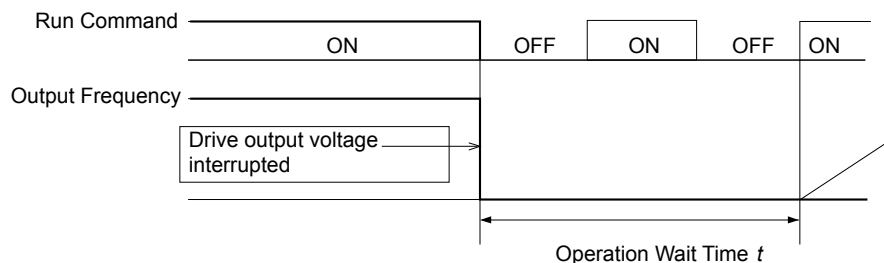 Run Command
ON OFF ON OFF ON
Output Frequency
Drive output voltage
interrupted
Operation Wait Time t